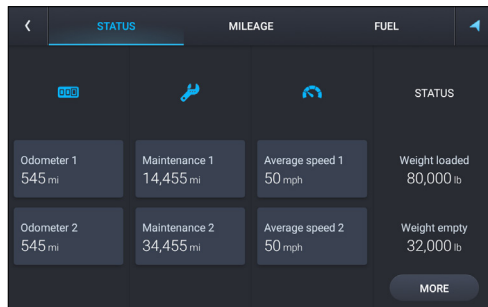 STATUS MILEAGE FUEL
000
STATUS
Odometer 1
545 mi
Maintenance 1
14,455 mi
Average speed 1
50 mph
Weight loaded
80,000 lb
Odometer 2
545 mi
Maintenance 2
34,455 mi
Average speed 2
50 mph
Weight empty
32,000 lb
MORE